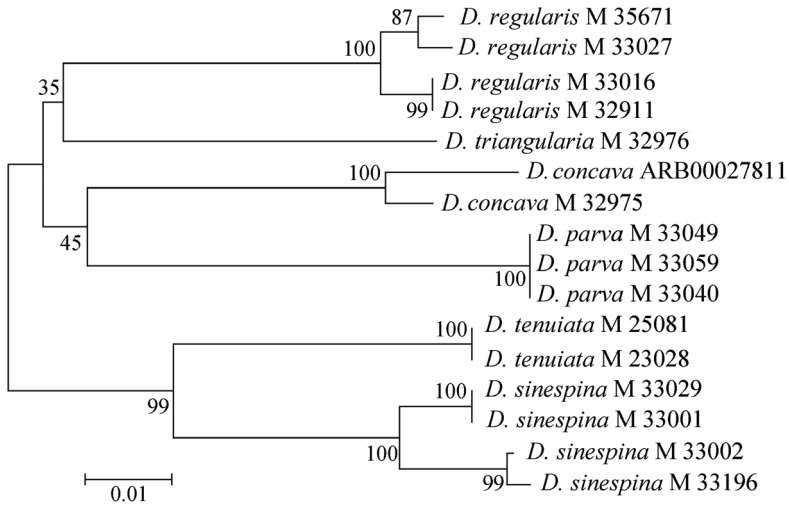 87 D. regularis M 35671
D. regularis M 33027
100
D. regularis M 33016
35
99 D. regularis M 32911
D. triangularia M 32976
100 D. concava ARB00027811
D. concava M 32975
45
D. parva M 33049
D. parva M 33059
100
D. parva M 33040
100 D. tenuiata M 25081
D. tenuiata M 23028
99
100 D. sinespina M 33029
D. sinespina M 33001
100
D. sinespina M 33002
99 D. sinespina M 33196
0.01